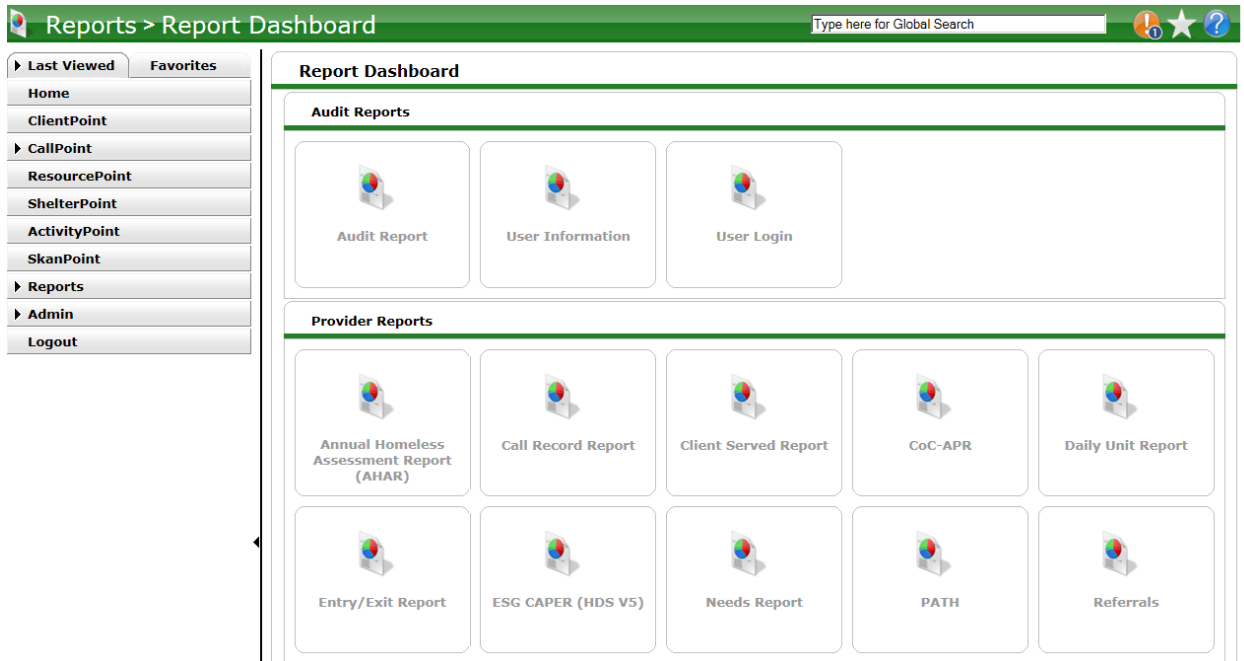 Reports > Report Dashboard
Type here for Global Search
1
?
Last Viewed
Favorites
Home
ClientPoint
CallPoint
ResourcePoint
ShelterPoint
ActivityPoint
SkanPoint
Reports
Admin
Logout
Report Dashboard
Audit Reports
Audit Report
User Information
User Login
Provider Reports
Annual Homeless
Assessment Report
(AHAR)
Call Record Report
Client Served Report
CoC-APR
Daily Unit Report
Entry/Exit Report
ESG CAPER (HDS V5)
Needs Report
PATH
Referrals